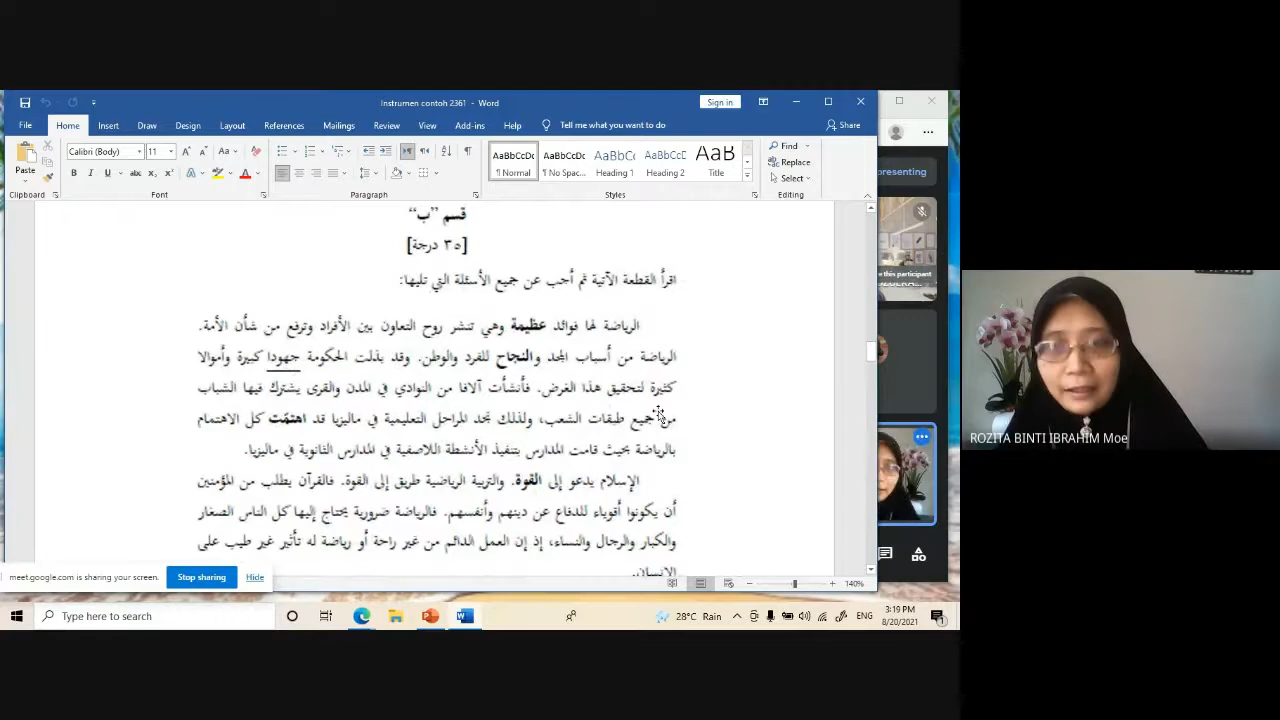 Instrumen contoh 2361 - Word
Sign in
File Home Insert Draw Design Layout References Mailings Review View Add-ins Help Tell me what you want to do Share
Paste
Calibri (Body) 11
AaBbCcDc AaBbCcDc AaBbCc AaBbCcC AaB
¶ Normal ¶ No Spac... Heading 1 Heading 2 Title
Find
Replace
Select
Clipboard Font Paragraph Styles Editing
presenting
قسم "ب"
[٣٥ درجة]
اقرأ القطعة الآتية ثم أجب عن جميع الأسئلة التي تليها:
الرياضة لها فوائد عظيمة وهي تنشر روح التعاون بين الأفراد وترفع من شأن الأمة.
الرياضة من أسباب المجد والنجاح للفرد والوطن. وقد بذلت الحكومة جهودا كبيرة وأموالا
كثيرة لتحقيق هذا الغرض. فأنشأت آلافا من النوادي في المدن والقرى يشترك فيها الشباب
من جميع طبقات الشعب، ولذلك نجد المراحل التعليمية في ماليزيا قد اهتمّت كل الاهتمام
بالرياضة بحيث قامت المدارس بتنفيذ الأنشطة اللاصفية في المدارس الثانوية في ماليزيا.
الإسلام يدعو إلى القوة. والتربية الرياضية طريق إلى القوة. فالقرآن يطلب من المؤمنين
أن يكونوا أقوياء للدفاع عن دينهم وأنفسهم. فالرياضة ضرورية يحتاج إليها كل الناس الصغار
والكبار والرجال والنساء، إذ إن العمل الدائم من غير راحة أو رياضة له تأثير غير طيب على
الإنسان.
this participant
ROZITA BINTI IBRAHIM Moe
meet.google.com is sharing your screen. Stop sharing Hide
140%
Type here to search
28°C Rain
ENG
3:19 PM
8/20/2021